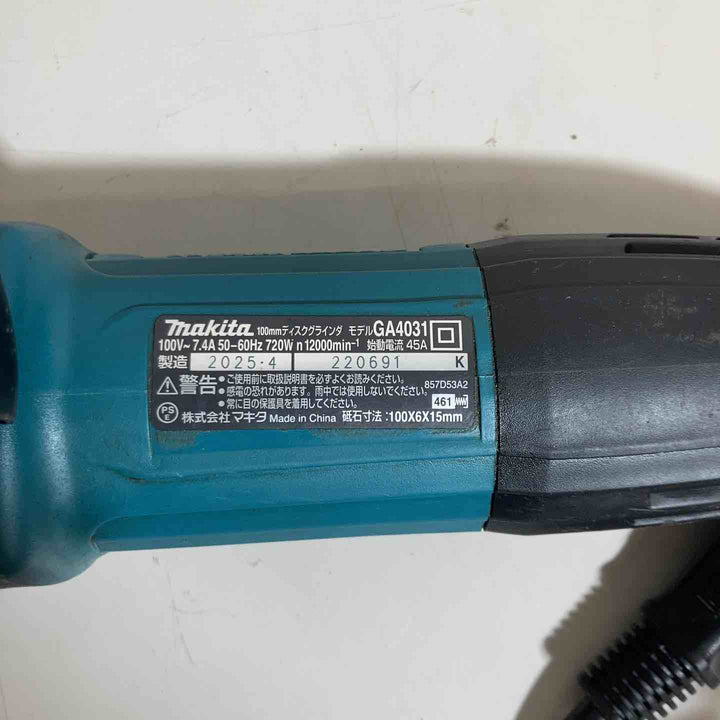 makita 100mmディスクグラインダ モデルGA4031
100V~ 7.4A 50-60Hz 720W n 12000min⁻¹ 始動電流 45A
製造 2025・4 220691 K
警告 ●ご使用前に取扱説明書を必ずよくお読みください。 857D53A2
●感電の恐れがあります。雨中では使用しないでください。
●常に目の保護具を着用してください。 461
PSE 株式会社 マキタ Made in China 砥石寸法：100X6X15mm